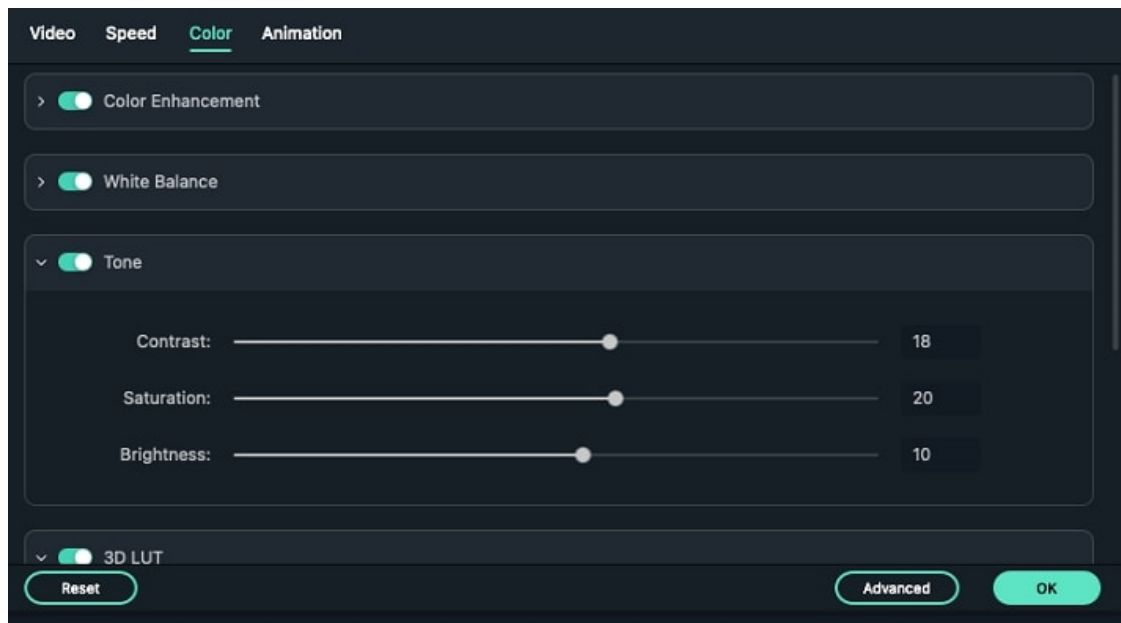 Video Speed Color Animation
Color Enhancement
White Balance
Tone
Contrast: 18
Saturation: 20
Brightness: 10
3D LUT
Reset Advanced OK